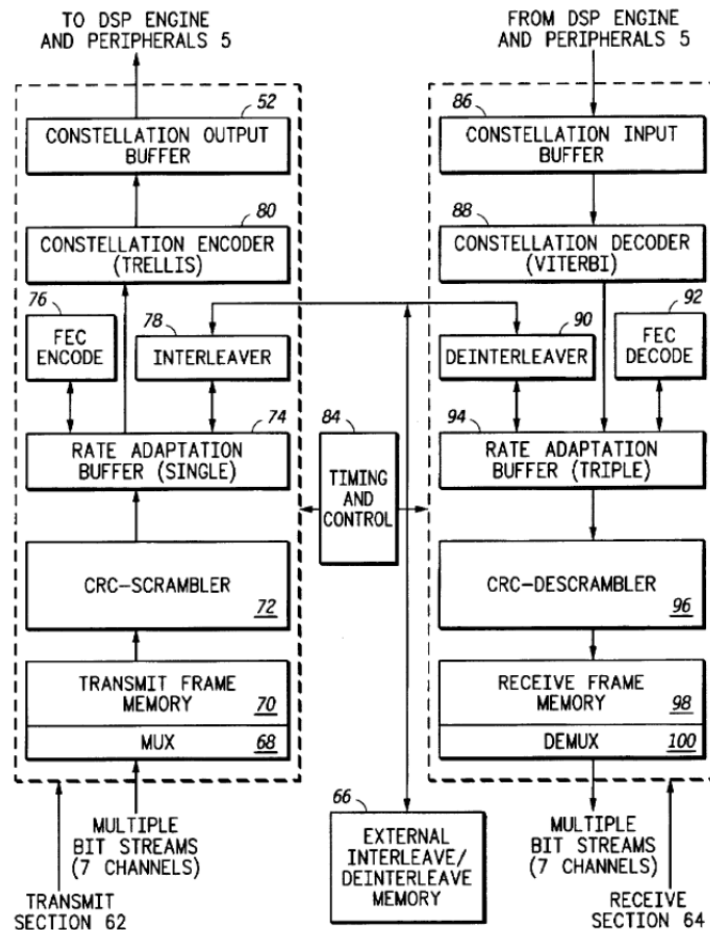 TO DSP ENGINE
AND PERIPHERALS 5
52
CONSTELLATION OUTPUT
BUFFER
80
CONSTELLATION ENCODER
(TRELLIS)
76
FEC
ENCODE
78
INTERLEAVER
74
RATE ADAPTATION
BUFFER (SINGLE)
CRC-SCRAMBLER
72
TRANSMIT FRAME
MEMORY
70
MUX
68
MULTIPLE
BIT STREAMS
(7 CHANNELS)
TRANSMIT
SECTION 62
84
TIMING
AND
CONTROL
66
EXTERNAL
INTERLEAVE/
DEINTERLEAVE
MEMORY
FROM DSP ENGINE
AND PERIPHERALS 5
86
CONSTELLATION INPUT
BUFFER
88
CONSTELLATION DECODER
(VITERBI)
90
DEINTERLEAVER
92
FEC
DECODE
94
RATE ADAPTATION
BUFFER (TRIPLE)
CRC-DESCRAMBLER
96
RECEIVE FRAME
MEMORY
98
DEMUX
100
MULTIPLE
BIT STREAMS
(7 CHANNELS)
RECEIVE
SECTION 64